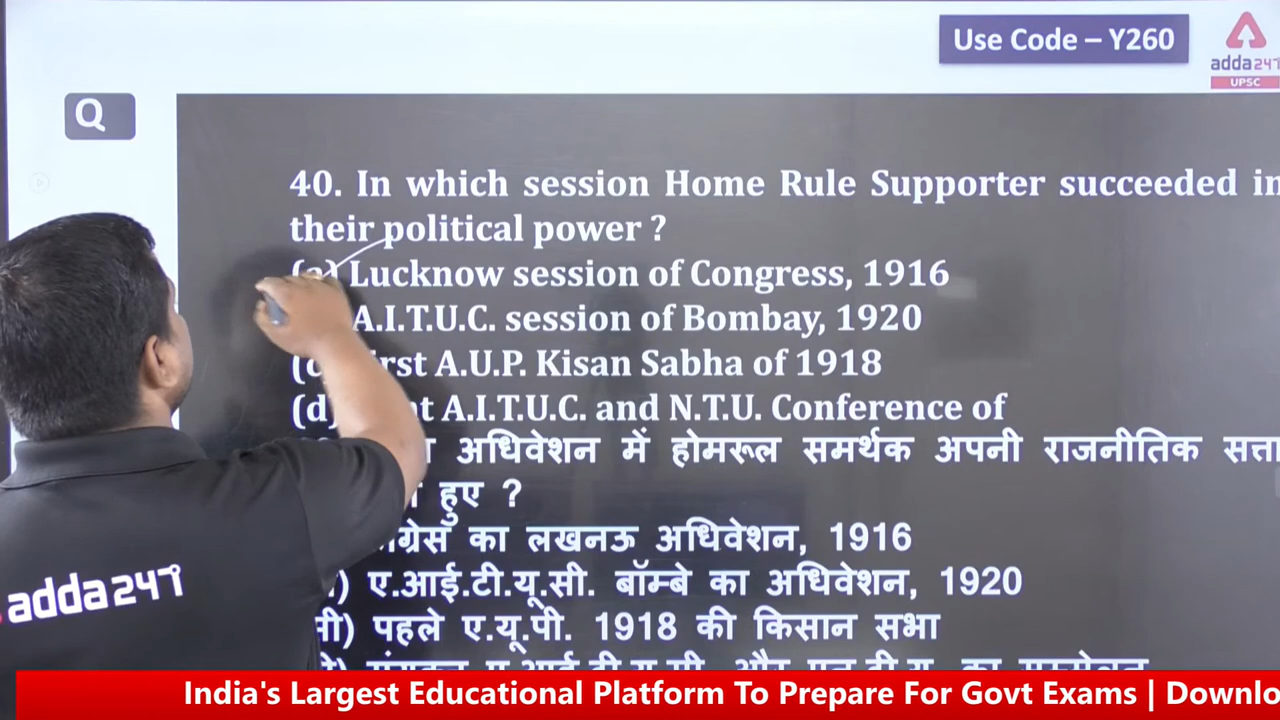 Use Code – Y260
adda247
UPSC
Q
40. In which session Home Rule Supporter succeeded in
their political power ?
(a) Lucknow session of Congress, 1916
A.I.T.U.C. session of Bombay, 1920
(c) First A.U.P. Kisan Sabha of 1918
(d) A.I.T.U.C. and N.T.U. Conference of
अधिवेशन में होमरूल समर्थक अपनी राजनीतिक सत्ता
हुए ?
का लखनऊ अधिवेशन, 1916
ए.आई.टी.यू.सी. बॉम्बे का अधिवेशन, 1920
पहले ए.यू.पी. 1918 की किसान सभा
adda247
India's Largest Educational Platform To Prepare For Govt Exams |